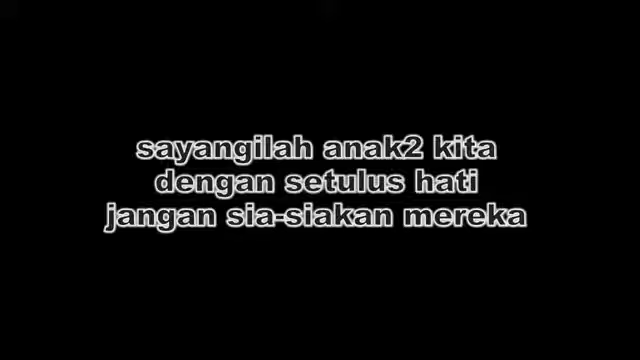 sayangilah anak2 kita
dengan setulus hati
jangan sia-siakan mereka